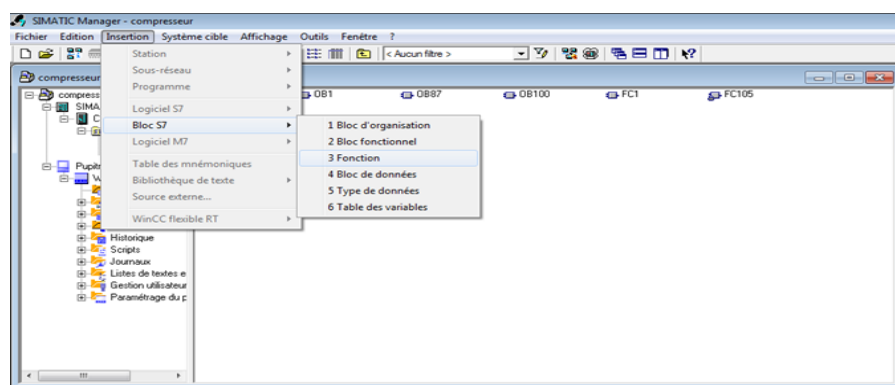 SIMATIC Manager - compresseur
Fichier Edition Insertion Système cible Affichage Outils Fenêtre ?
< Aucun filtre >
compresseur
compress
SIMA
C
Pupitr
W
Historique
Scripts
Journaux
Listes de textes e
Gestion utilisateur
Paramétrage du p
Station
Sous-réseau
Programme
Logiciel S7
Bloc S7
Logiciel M7
Table des mnémoniques
Bibliothèque de texte
Source externe...
WinCC flexible RT
1 Bloc d'organisation
2 Bloc fonctionnel
3 Fonction
4 Bloc de données
5 Type de données
6 Table des variables
OB1 OB87 OB100 FC1 FC105